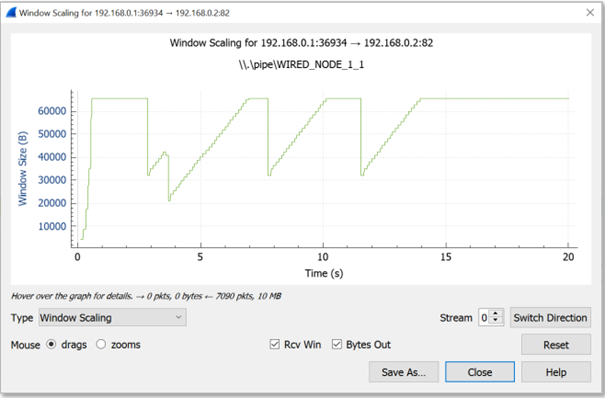 Window Scaling for 192.168.0.1:36934 → 192.168.0.2:82
Window Scaling for 192.168.0.1:36934 → 192.168.0.2:82
\\.\pipe\WIRED_NODE_1_1
Window Size (B)
60000
50000
40000
30000
20000
10000
0 5 10 15 20
Time (s)
Hover over the graph for details. → 0 pkts, 0 bytes ← 7090 pkts, 10 MB
Type Window Scaling Stream 0 Switch Direction
Mouse drags zooms Rcv Win Bytes Out Reset
Save As... Close Help